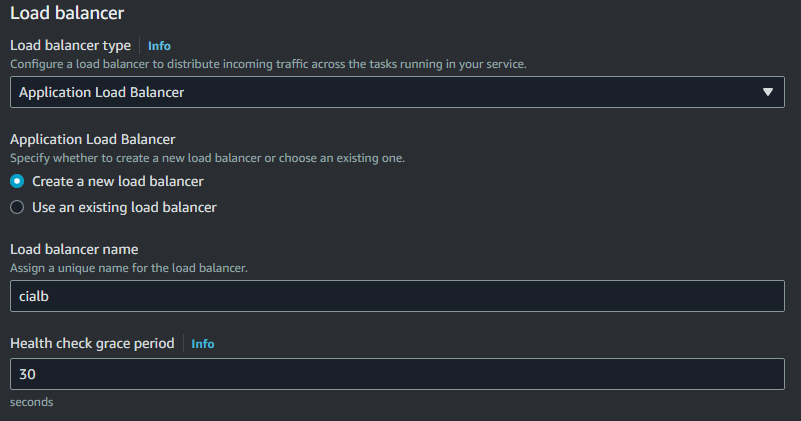 Load balancer
Load balancer type Info
Configure a load balancer to distribute incoming traffic across the tasks running in your service.
Application Load Balancer
Application Load Balancer
Specify whether to create a new load balancer or choose an existing one.
Create a new load balancer
Use an existing load balancer
Load balancer name
Assign a unique name for the load balancer.
cialb
Health check grace period Info
30
seconds